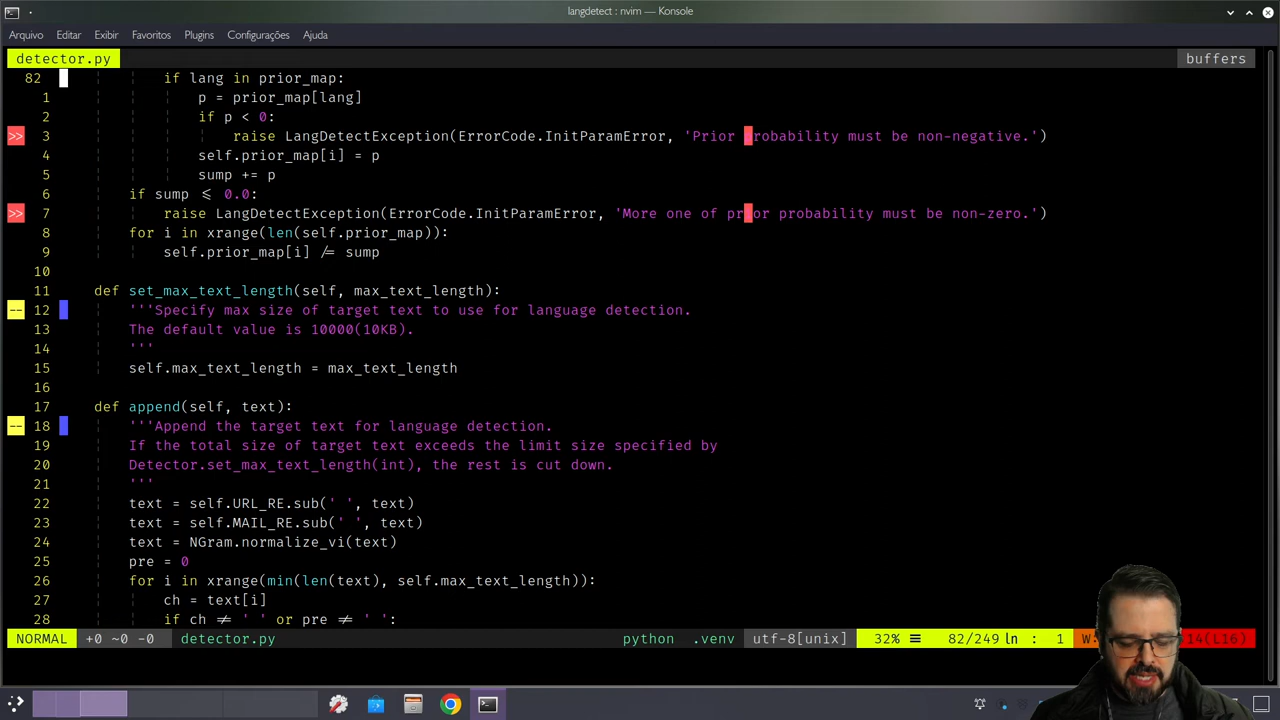 langdetect : nvim — Konsole
Arquivo Editar Exibir Favoritos Plugins Configurações Ajuda
detector.py buffers
82 if lang in prior_map:
1 p = prior_map[lang]
2 if p < 0:
>> 3 raise LangDetectException(ErrorCode.InitParamError, 'Prior probability must be non-negative.')
4 self.prior_map[i] = p
5 sump += p
6 if sump <= 0.0:
>> 7 raise LangDetectException(ErrorCode.InitParamError, 'More one of prior probability must be non-zero.')
8 for i in xrange(len(self.prior_map)):
9 self.prior_map[i] /= sump
10
11 def set_max_text_length(self, max_text_length):
-- 12 '''Specify max size of target text to use for language detection.
13 The default value is 10000(10KB).
14 '''
15 self.max_text_length = max_text_length
16
17 def append(self, text):
-- 18 '''Append the target text for language detection.
19 If the total size of target text exceeds the limit size specified by
20 Detector.set_max_text_length(int), the rest is cut down.
21 '''
22 text = self.URL_RE.sub(' ', text)
23 text = self.MAIL_RE.sub(' ', text)
24 text = NGram.normalize_vi(text)
25 pre = 0
26 for i in xrange(min(len(text), self.max_text_length)):
27 ch = text[i]
28 if ch != ' ' or pre != ' ':
NORMAL +0 ~0 -0 detector.py python .venv utf-8[unix] 32% ☰ 82/249 ln : 1 W: 14(L16)